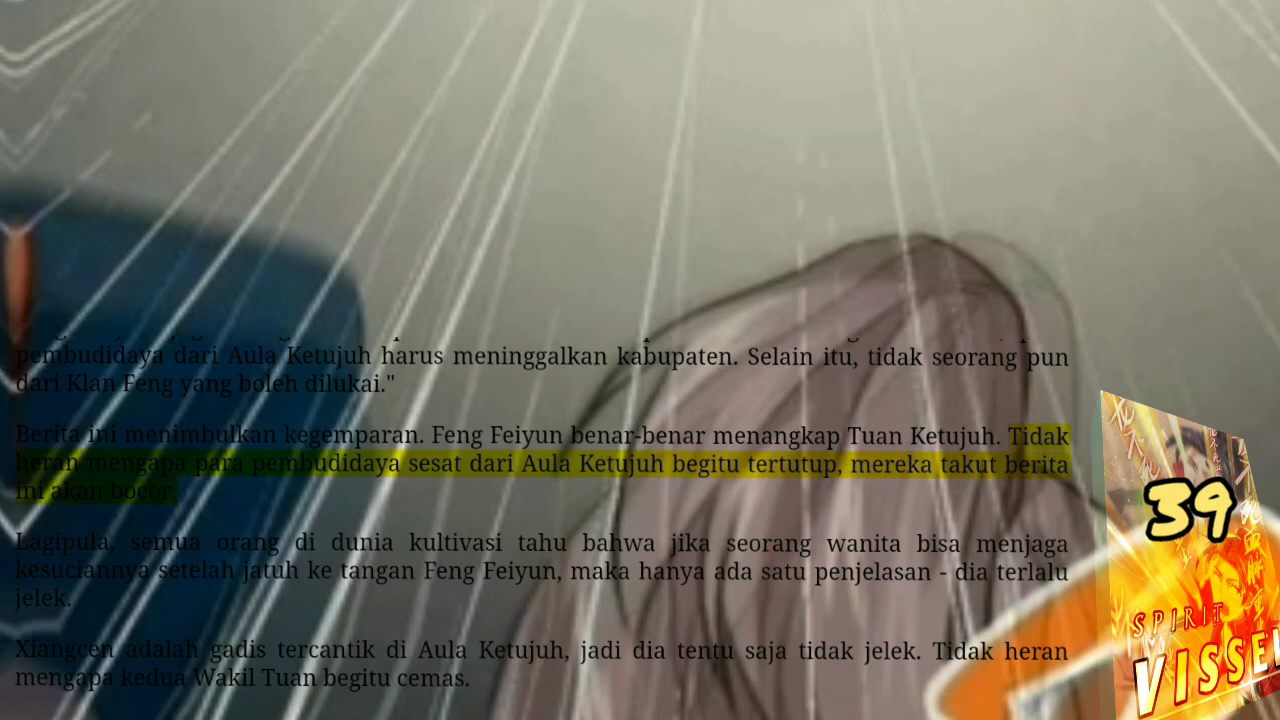 pembudidaya dari Aula Ketujuh harus meninggalkan kabupaten. Selain itu, tidak seorang pun
dari Klan Feng yang boleh dilukai."
Berita ini menimbulkan kegemparan. Feng Feiyun benar-benar menangkap Tuan Ketujuh. Tidak
heran mengapa para pembudidaya sesat dari Aula Ketujuh begitu tertutup, mereka takut berita
ini akan bocor.
Lagipula, semua orang di dunia kultivasi tahu bahwa jika seorang wanita bisa menjaga
kesuciannya setelah jatuh ke tangan Feng Feiyun, maka hanya ada satu penjelasan - dia terlalu
jelek.
Xiangcen adalah gadis tercantik di Aula Ketujuh, jadi dia tentu saja tidak jelek. Tidak heran
mengapa kedua Wakil Tuan begitu cemas.
39
SPIRIT
VISSEL